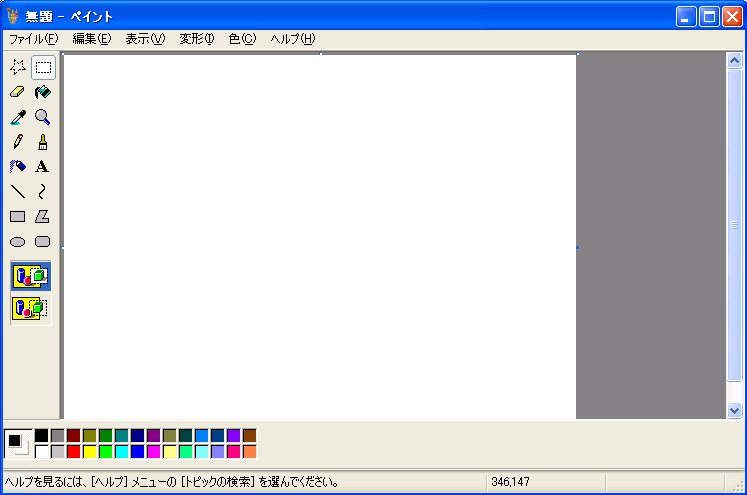 無題 - ペイント
ファイル(F) 編集(E) 表示(V) 変形(I) 色(C) ヘルプ(H)
A
ヘルプを見るには、[ヘルプ] メニューの [トピックの検索] を選んでください。 346,147